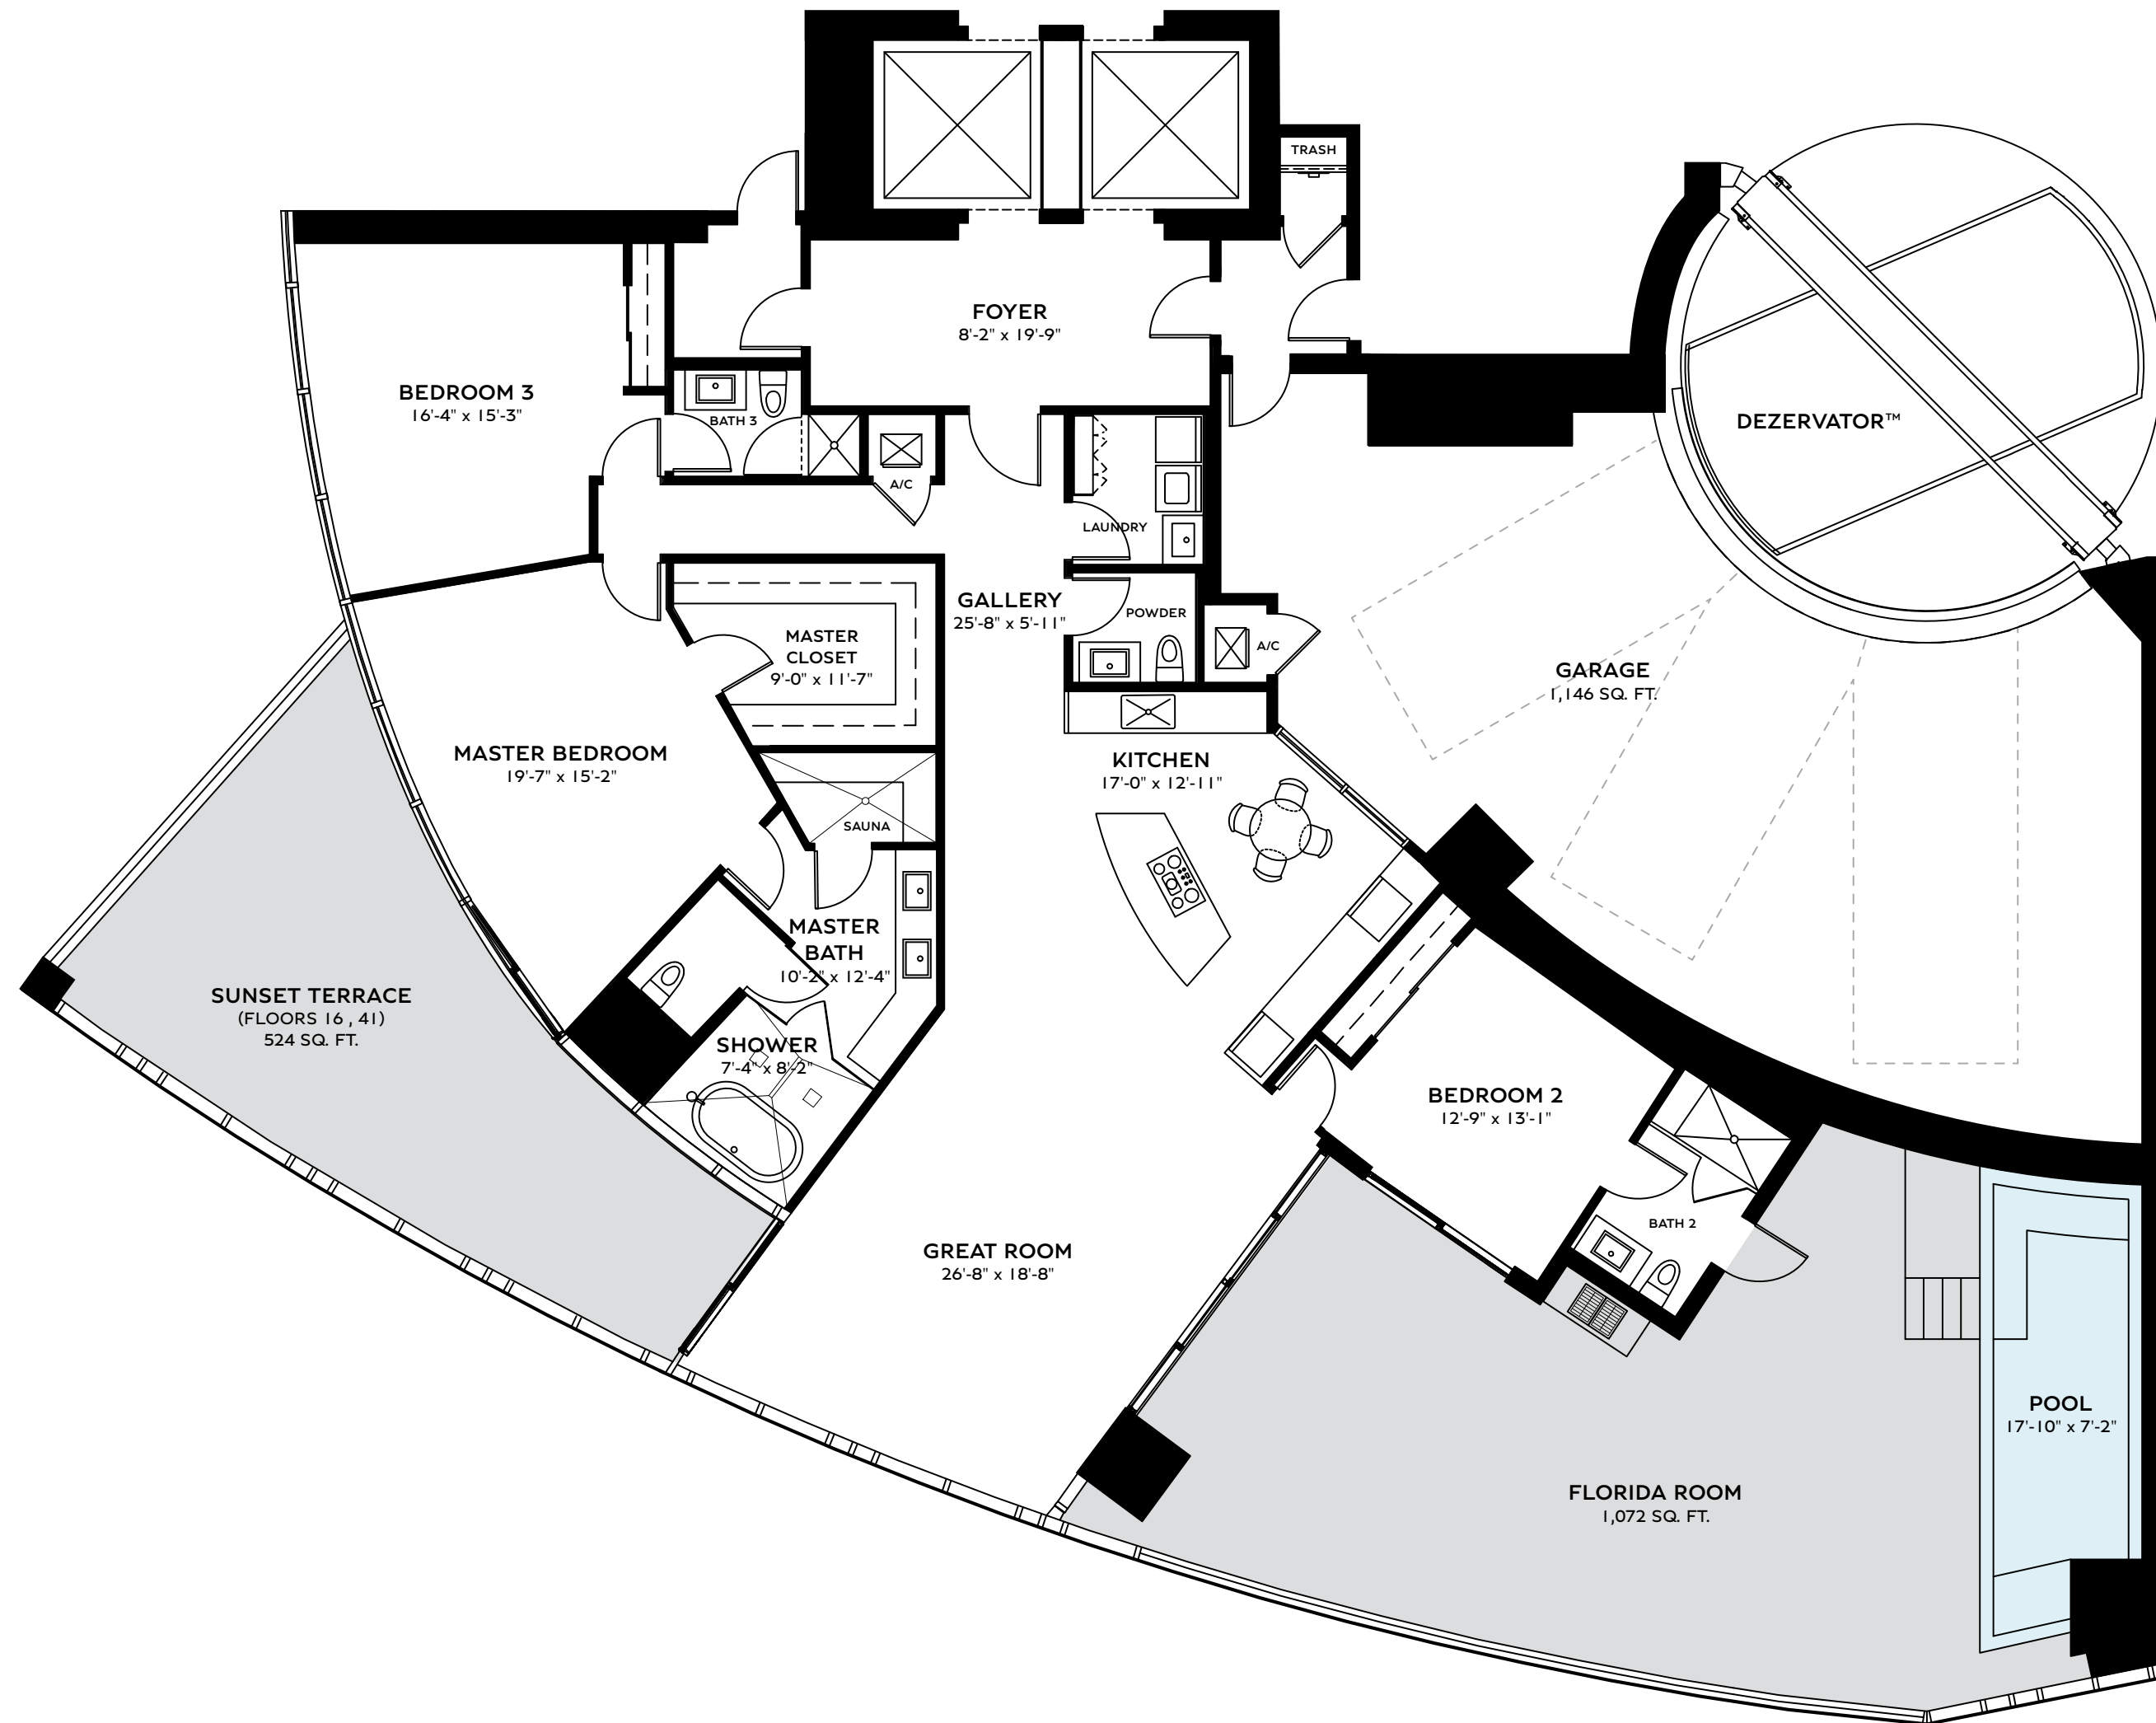 TRASH
FOYER
8'-2" x 19'-9"
BEDROOM 3
16'-4" x 15'-3"
BATH 3
DEZERVATOR™
A/C
LAUNDRY
GALLERY
25'-8" x 5'-11"
POWDER
MASTER
CLOSET
9'-0" x 11'-7"
A/C
GARAGE
1,146 SQ. FT.
MASTER BEDROOM
19'-7" x 15'-2"
KITCHEN
17'-0" x 12'-11"
SAUNA
MASTER
BATH
10'-2" x 12'-4"
SUNSET TERRACE
(FLOORS 16 , 41)
524 SQ. FT.
SHOWER
7'-4" x 8'-2"
BEDROOM 2
12'-9" x 13'-1"
BATH 2
GREAT ROOM
26'-8" x 18'-8"
POOL
17'-10" x 7'-2"
FLORIDA ROOM
1,072 SQ. FT.